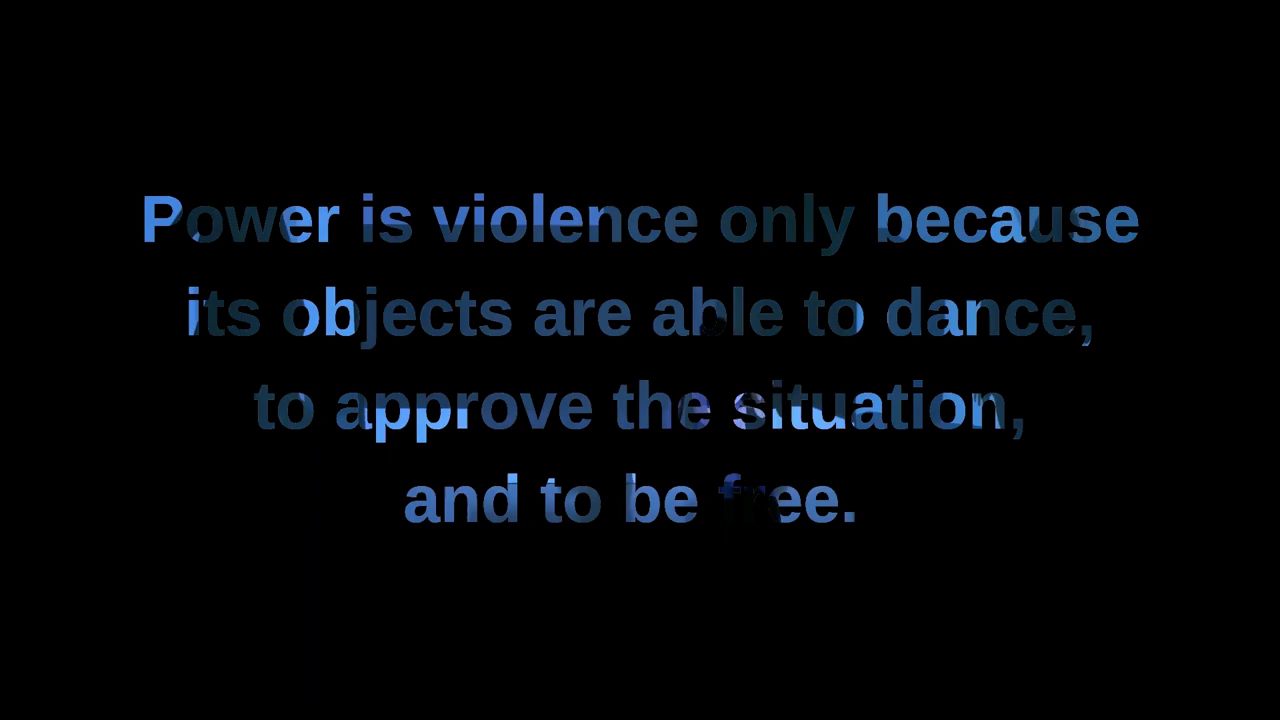 Power is violence only because
its objects are able to dance,
to approve the situation,
and to be free.